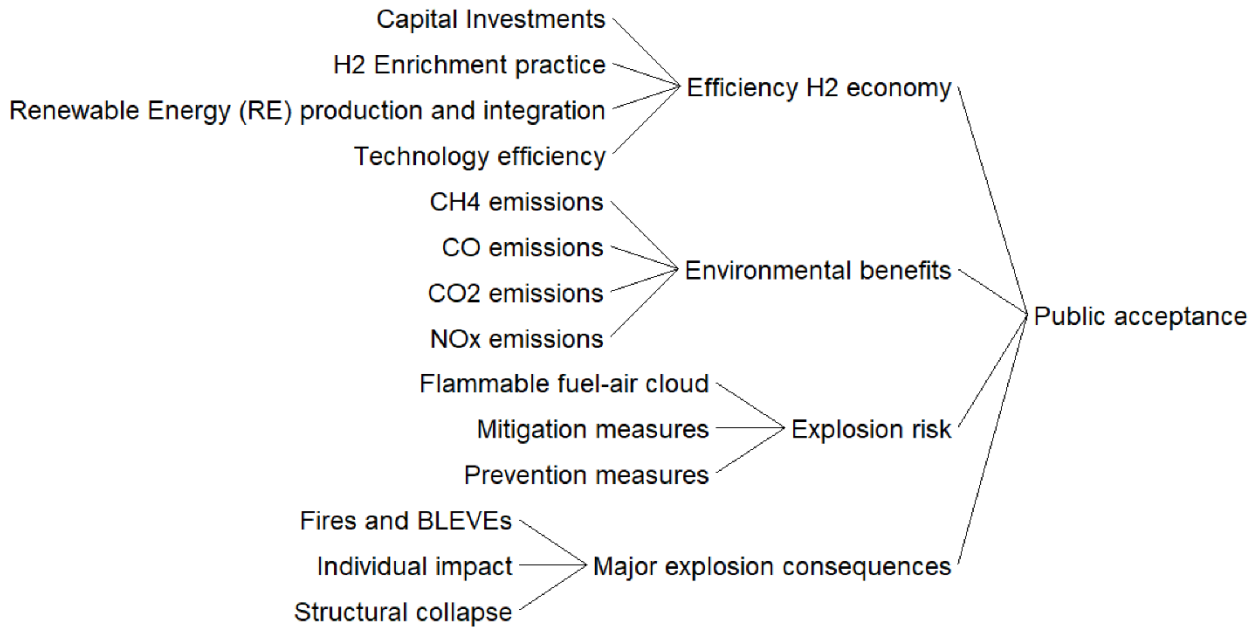 Capital Investments
H2 Enrichment practice
Efficiency H2 economy
Renewable Energy (RE) production and integration
Technology efficiency
CH4 emissions
CO emissions
Environmental benefits
CO2 emissions
Public acceptance
NOx emissions
Flammable fuel-air cloud
Mitigation measures
Explosion risk
Prevention measures
Fires and BLEVEs
Individual impact
Major explosion consequences
Structural collapse